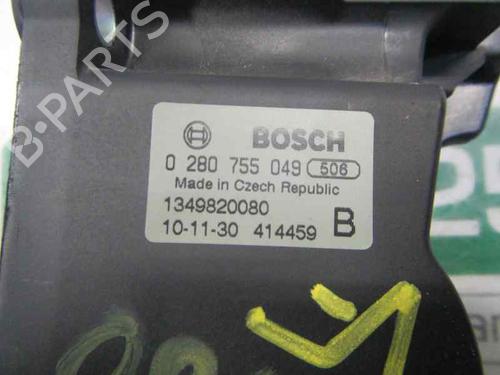 B-PARTS
BOSCH
0 280 755 049 506
Made in Czech Republic
1349820080
10-11-30 414459 B